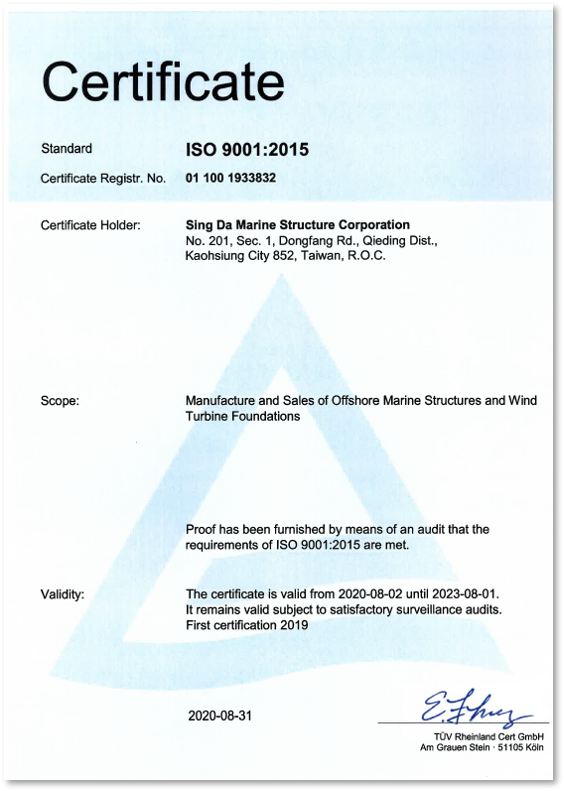 Certificate
Standard ISO 9001:2015
Certificate Registr. No. 01 100 1933832
Certificate Holder: Sing Da Marine Structure Corporation
No. 201, Sec. 1, Dongfang Rd., Qieding Dist.,
Kaohsiung City 852, Taiwan, R.O.C.
Scope: Manufacture and Sales of Offshore Marine Structures and Wind
Turbine Foundations
Proof has been furnished by means of an audit that the
requirements of ISO 9001:2015 are met.
Validity: The certificate is valid from 2020-08-02 until 2023-08-01.
It remains valid subject to satisfactory surveillance audits.
First certification 2019
2020-08-31
TÜV Rheinland Cert GmbH
Am Grauen Stein · 51105 Köln